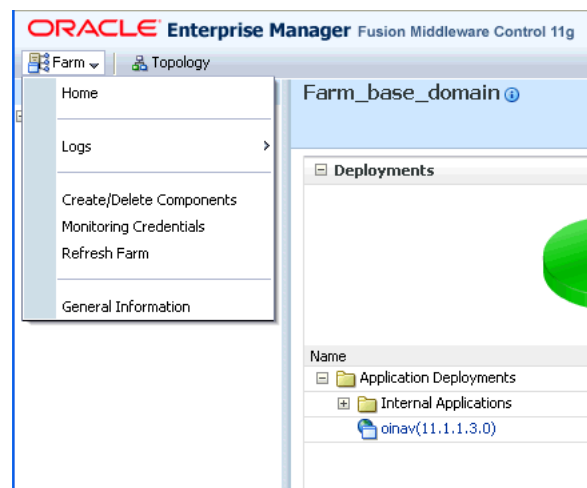 ORACLE Enterprise Manager Fusion Middleware Control 11g
Farm Topology
Home
Logs
Create/Delete Components
Monitoring Credentials
Refresh Farm
General Information
Farm_base_domain
Deployments
Name
Application Deployments
Internal Applications
oinav(11.1.1.3.0)